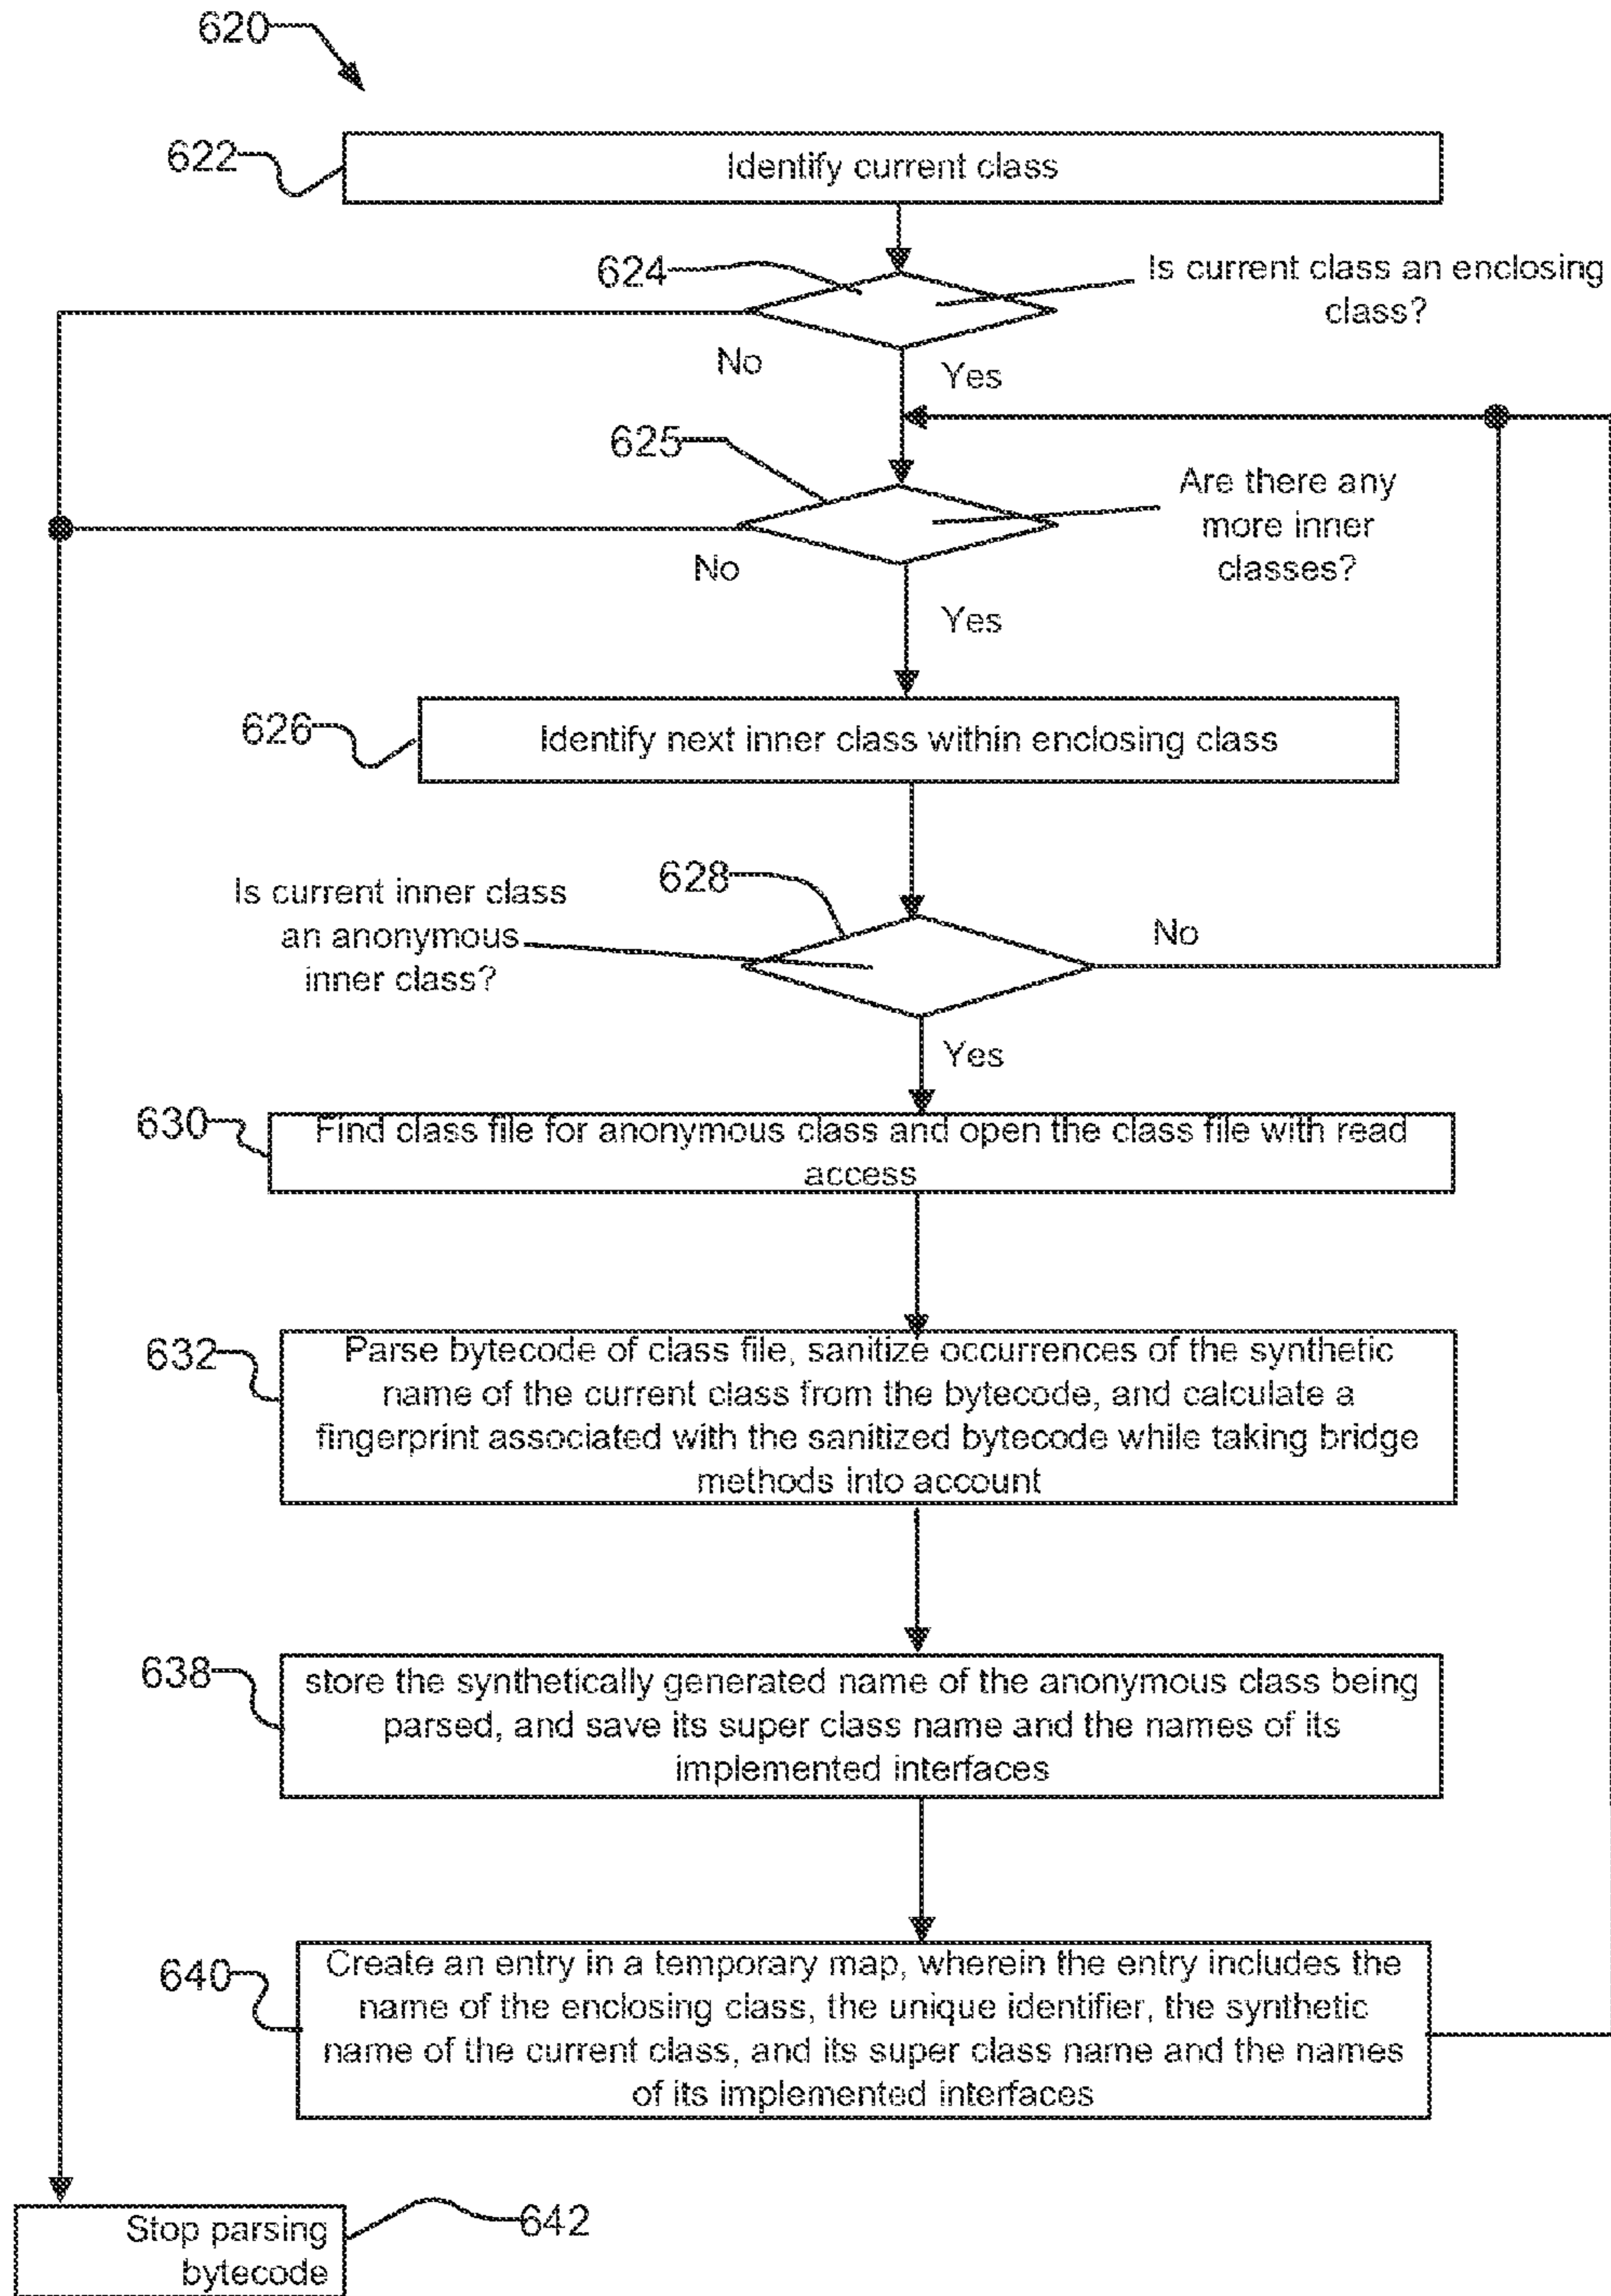 620
622
Identify current class
624
Is current class an enclosing
class?
No
Yes
625
Are there any
more inner
classes?
No
Yes
626
Identify next inner class within enclosing class
Is current inner class
an anonymous
inner class?
628
No
Yes
630
Find class file for anonymous class and open the class file with read
access
632
Parse bytecode of class file, sanitize occurrences of the synthetic
name of the current class from the bytecode, and calculate a
fingerprint associated with the sanitized bytecode while taking bridge
methods into account
638
store the synthetically generated name of the anonymous class being
parsed, and save its super class name and the names of its
implemented interfaces
640
Create an entry in a temporary map, wherein the entry includes the
name of the enclosing class, the unique identifier, the synthetic
name of the current class, and its super class name and the names
of its implemented interfaces
Stop parsing
bytecode
642